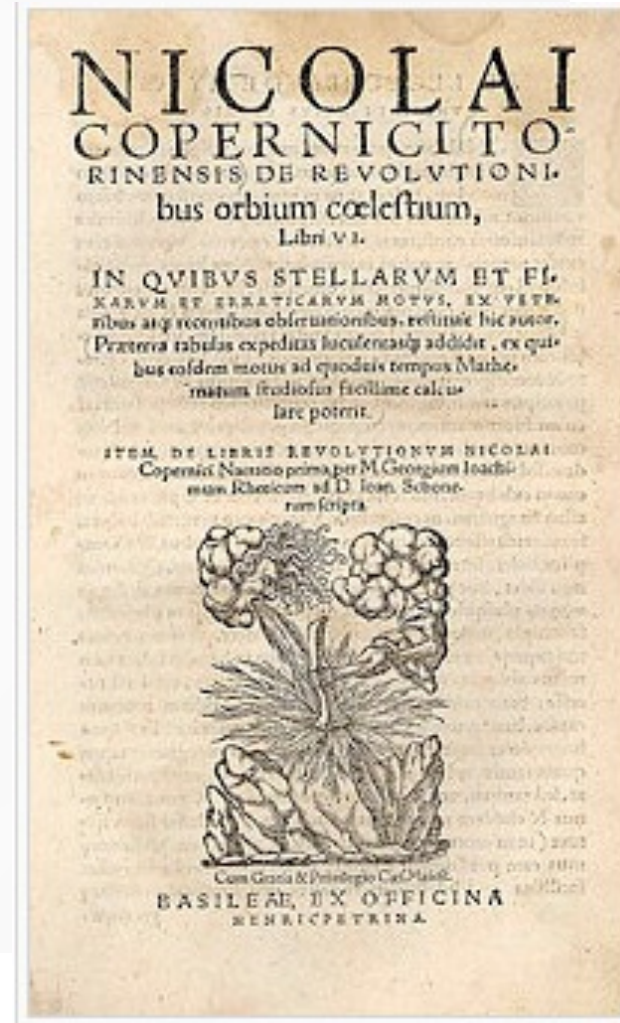 NICOLAI
COPERNICI TO-
RINENSIS DE REVOLVTIONI-
bus orbium cœlestium,
Libri VI.
IN QVIBVS STELLARVM ET FI-
XARVM ET ERRATICARVM MOTVS, EX VETE-
ribus atq; recentibus obseruationibus, restituit hic autor.
Præterea tabulas expeditas luculentasq; addidit, ex qui-
bus eosdem motus ad quoduis tempus Mathe-
matum studiosus facillime calcu-
lare poterit.
ITEM, DE LIBRIS REVOLVTIONVM NICOLAI
Copernici Narratio prima, per M. Georgium Ioachi-
mum Rheticum ad D. Ioan. Schone-
rum scripta.
Cum Gratia & Priuilegio Cæs. Maiest.
BASILEAE, EX OFFICINA
HENRICPETRINA.